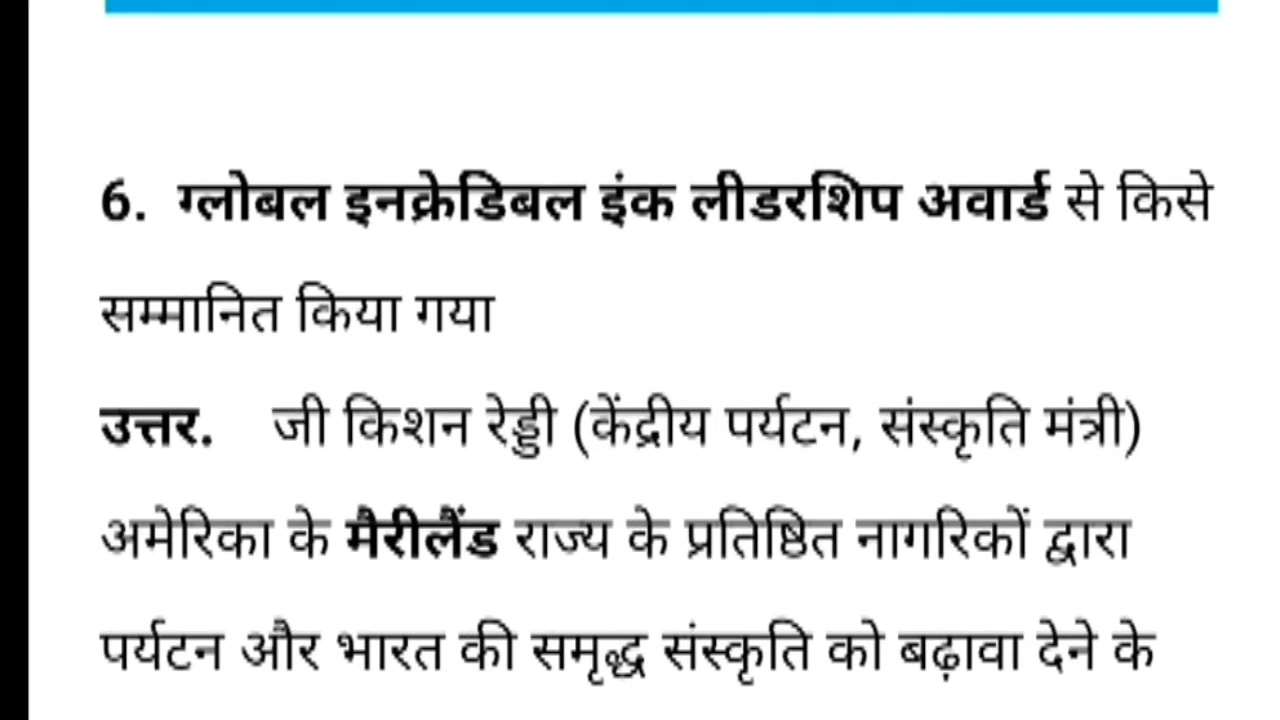 6. ग्लोबल इनक्रेडिबल इंक लीडरशिप अवार्ड से किसे
सम्मानित किया गया
उत्तर. जी किशन रेड्डी (केंद्रीय पर्यटन, संस्कृति मंत्री)
अमेरिका के मैरीलैंड राज्य के प्रतिष्ठित नागरिकों द्वारा
पर्यटन और भारत की समृद्ध संस्कृति को बढ़ावा देने के